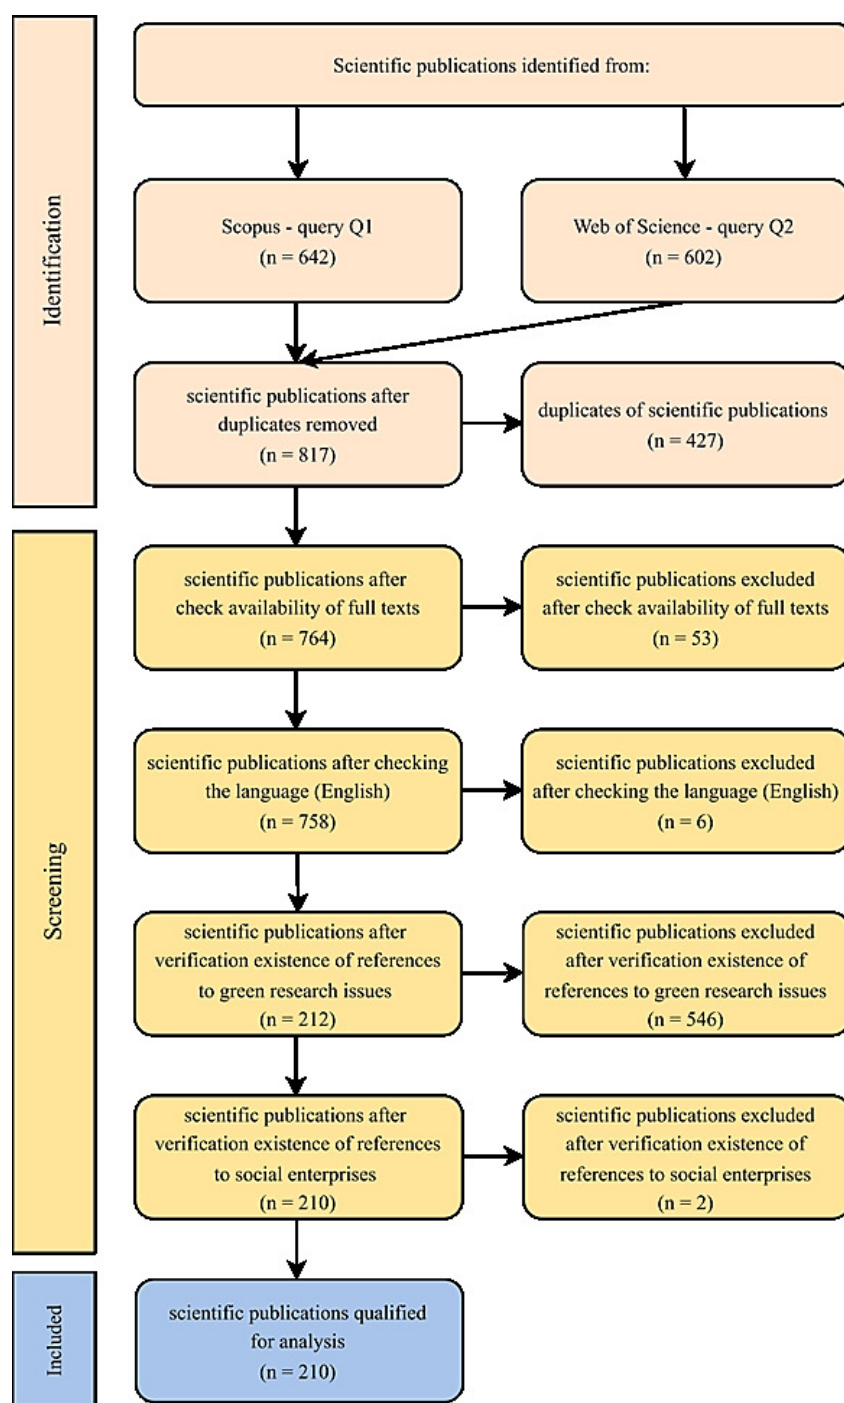 Identification
Scientific publications identified from:
Scopus - query Q1
(n = 642)
Web of Science - query Q2
(n = 602)
scientific publications after
duplicates removed
(n = 817)
duplicates of scientific publications
(n = 427)
Screening
scientific publications after
check availability of full texts
(n = 764)
scientific publications excluded
after check availability of full texts
(n = 53)
scientific publications after checking
the language (English)
(n = 758)
scientific publications excluded
after checking the language (English)
(n = 6)
scientific publications after
verification existence of references
to green research issues
(n = 212)
scientific publications excluded
after verification existence of
references to green research issues
(n = 546)
scientific publications after
verification existence of references
to social enterprises
(n = 210)
scientific publications excluded
after verification existence of
references to social enterprises
(n = 2)
Included
scientific publications qualified
for analysis
(n = 210)